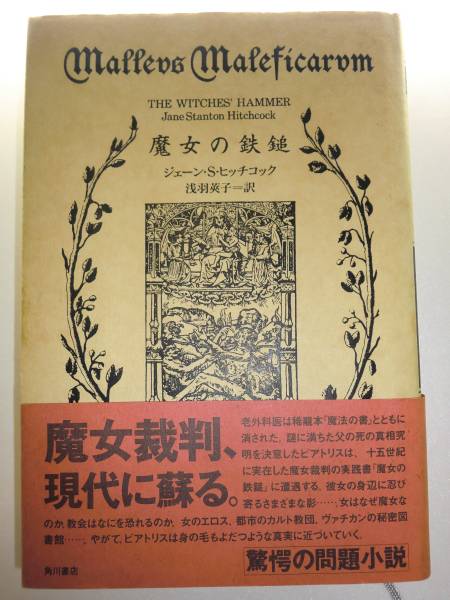 Mallevs Maleficarvm
THE WITCHES' HAMMER
Jane Stanton Hitchcock
魔女の鉄鎚
ジェーン・S・ヒッチコック
浅羽莢子=訳
魔女裁判、
現代に蘇る。
老外科医は稀覯本「魔法の書」とともに
消された。謎に満ちた父の死の真相究
明を決意したビアトリスは、十五世紀
に実在した魔女裁判の実践書「魔女の
鉄鎚」に遭遇する。彼女の身辺に忍び
寄るさまざまな影……。女はなぜ魔女な
のか、教会はなにを恐れるのか。女のエロス、都市のカルト教団、ヴァチカンの秘密図
書館……。やがて、ビアトリスは身の毛もよだつような真実に近づいていく。
驚愕の問題小説
角川書店